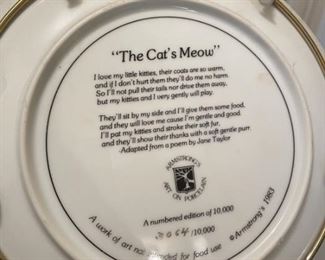 "The Cat's Meow"
I love my little kitties, their coats are so warm,
and if I don't hurt them they'll do me no harm.
So I'll not pull their tails nor drive them away,
but my kitties and I very gently will play.
They'll sit by my side and I'll give them some food,
and they will love me cause I'm gentle and good.
I'll pat my kitties and stroke their soft fur,
and they'll show their thanks with a soft gentle purr.
Adapted from a poem by Jane Taylor
ARMSTRONG'S
ART ON PORCELAIN
A numbered edition of 10,000
2064/10,000
A work of art not intended for food use
© Armstrong's 1983